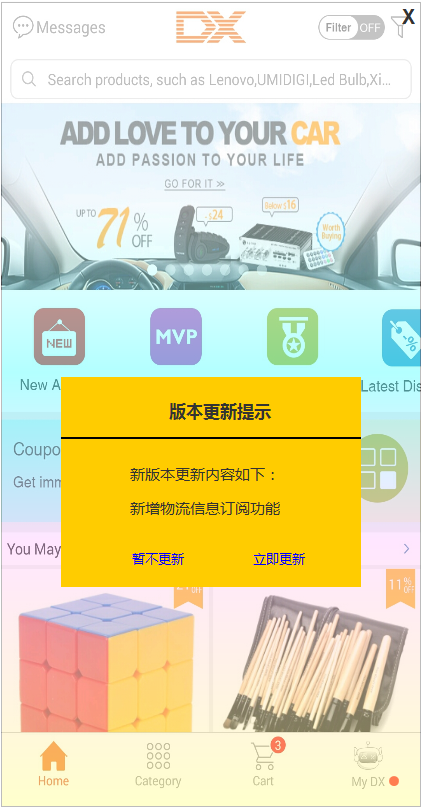 Messages
DX
Filter
OFF
X
Search products, such as Lenovo,UMIDIGI,Led Bulb,Xi...
ADD LOVE TO YOUR CAR
ADD PASSION TO YOUR LIFE
GO FOR IT >>
UP TO
71%
OFF
$24
Below $16
Worth
Buying
NEW
MVP
New A
Latest Dis
版本更新提示
Coupo
Get imm
新版本更新内容如下：
新增物流信息订阅功能
You May
暂不更新
立即更新
OFF
11%
OFF
Home
Category
3
Cart
My DX